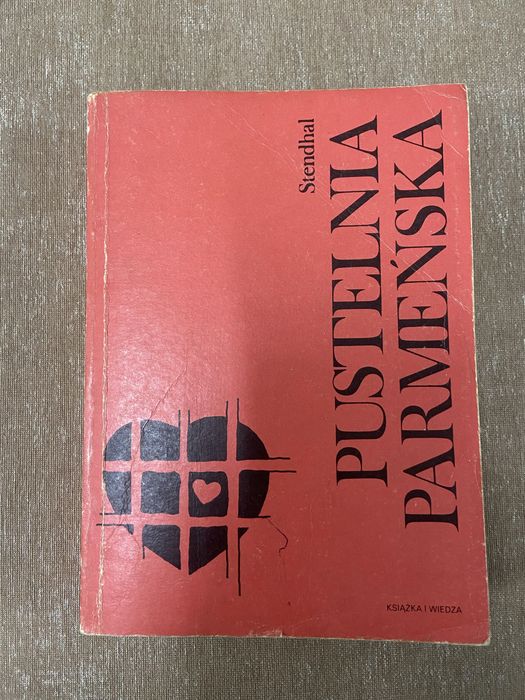 Stendhal
PUSTELNIA
PARMEŃSKA
KSIĄŻKA I WIEDZA